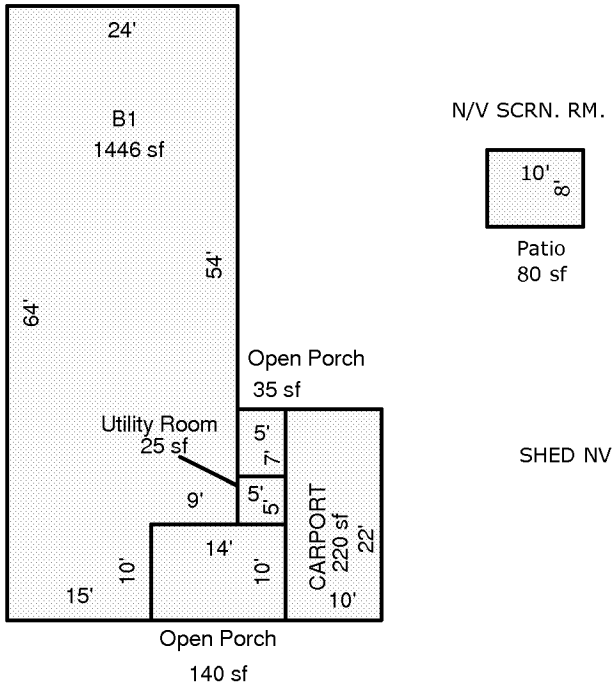 24'
B1
1446 sf
N/V SCRN. RM.
10'
8'
Patio
80 sf
54'
64'
Open Porch
35 sf
Utility Room
25 sf
5'
7'
SHED NV
9'
5'
5'
CARPORT
220 sf
22'
10'
14'
10'
10'
15'
Open Porch
140 sf